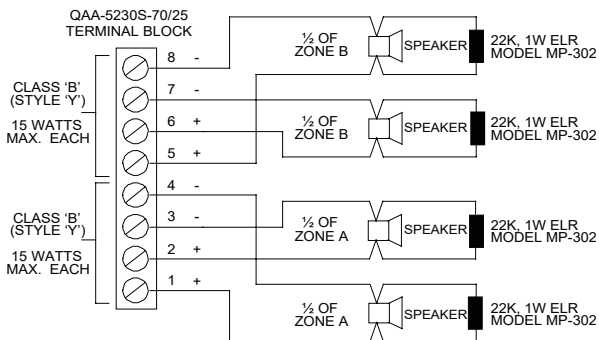 QAA-5230S-70/25
TERMINAL BLOCK
8 -
7 -
6 +
5 +
4 -
3 -
2 +
1 +
CLASS ‘B’
(STYLE ‘Y’)
15 WATTS
MAX. EACH
CLASS ‘B’
(STYLE ‘Y’)
15 WATTS
MAX. EACH
½ OF
ZONE B
SPEAKER
22K, 1W ELR
MODEL MP-302
½ OF
ZONE B
SPEAKER
22K, 1W ELR
MODEL MP-302
½ OF
ZONE A
SPEAKER
22K, 1W ELR
MODEL MP-302
½ OF
ZONE A
SPEAKER
22K, 1W ELR
MODEL MP-302